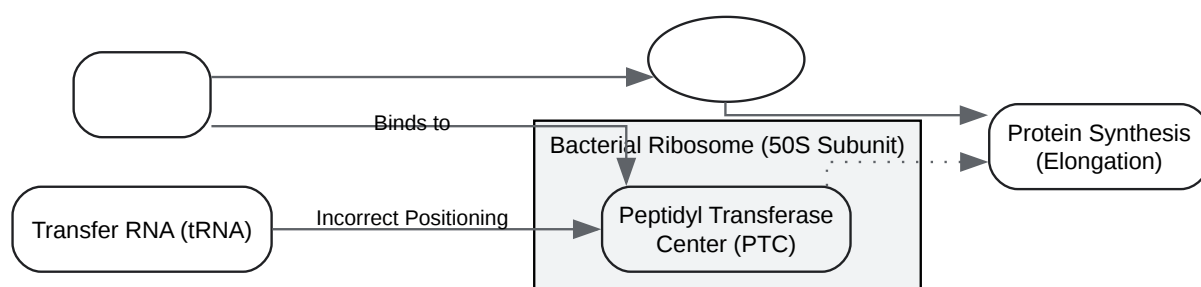 Binds to
Bacterial Ribosome (50S Subunit)
Protein Synthesis
(Elongation)
Transfer RNA (tRNA)
Incorrect Positioning
Peptidyl Transferase
Center (PTC)